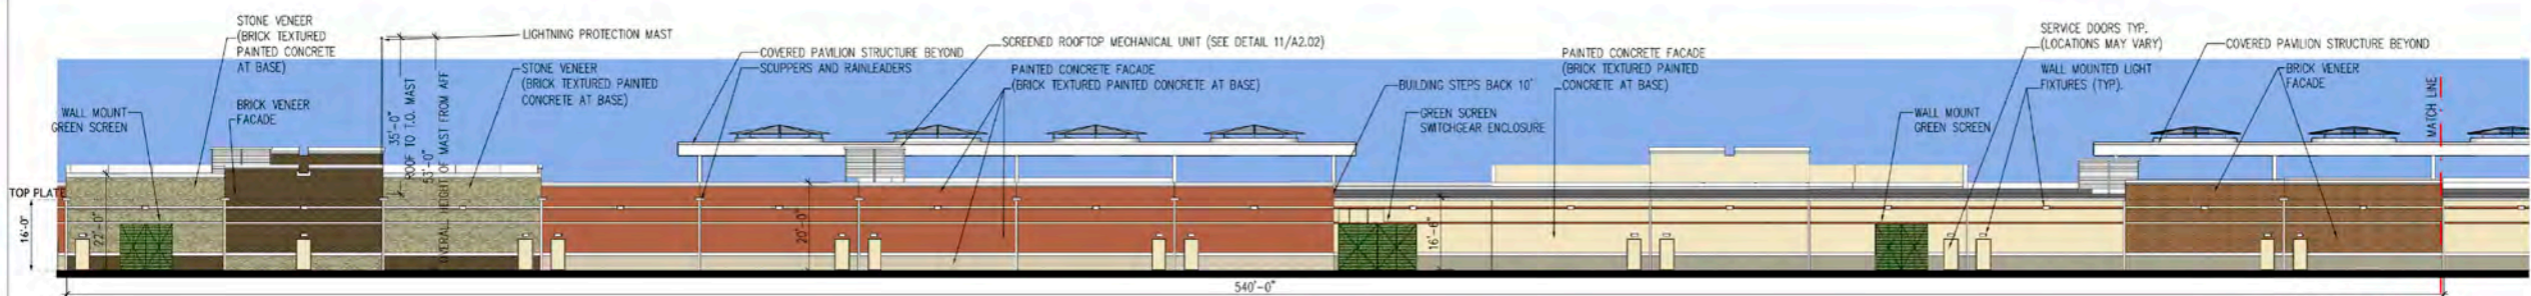 STONE VENEER
(BRICK TEXTURED
PAINTED CONCRETE
AT BASE)
LIGHTNING PROTECTION MAST
STONE VENEER
(BRICK TEXTURED PAINTED
CONCRETE AT BASE)
WALL MOUNT
GREEN SCREEN
BRICK VENEER
FACADE
35'-0"
ROOF TO T.O. MAST
53'-0"
OVERALL HEIGHT OF MAST FROM AFF
COVERED PAVILION STRUCTURE BEYOND
SCUPPERS AND RAINLEADERS
SCREENED ROOFTOP MECHANICAL UNIT (SEE DETAIL 11/A2.02)
PAINTED CONCRETE FACADE
(BRICK TEXTURED PAINTED CONCRETE AT BASE)
BUILDING STEPS BACK 10'
GREEN SCREEN
SWITCHGEAR ENCLOSURE
PAINTED CONCRETE FACADE
(BRICK TEXTURED PAINTED
CONCRETE AT BASE)
WALL MOUNT
GREEN SCREEN
SERVICE DOORS TYP.
(LOCATIONS MAY VARY)
WALL MOUNTED LIGHT
FIXTURES (TYP).
COVERED PAVILION STRUCTURE BEYOND
BRICK VENEER
FACADE
MATCH LINE
TOP PLATE
16'-0"
22'-0"
20'-0"
16'-6"
540'-0"